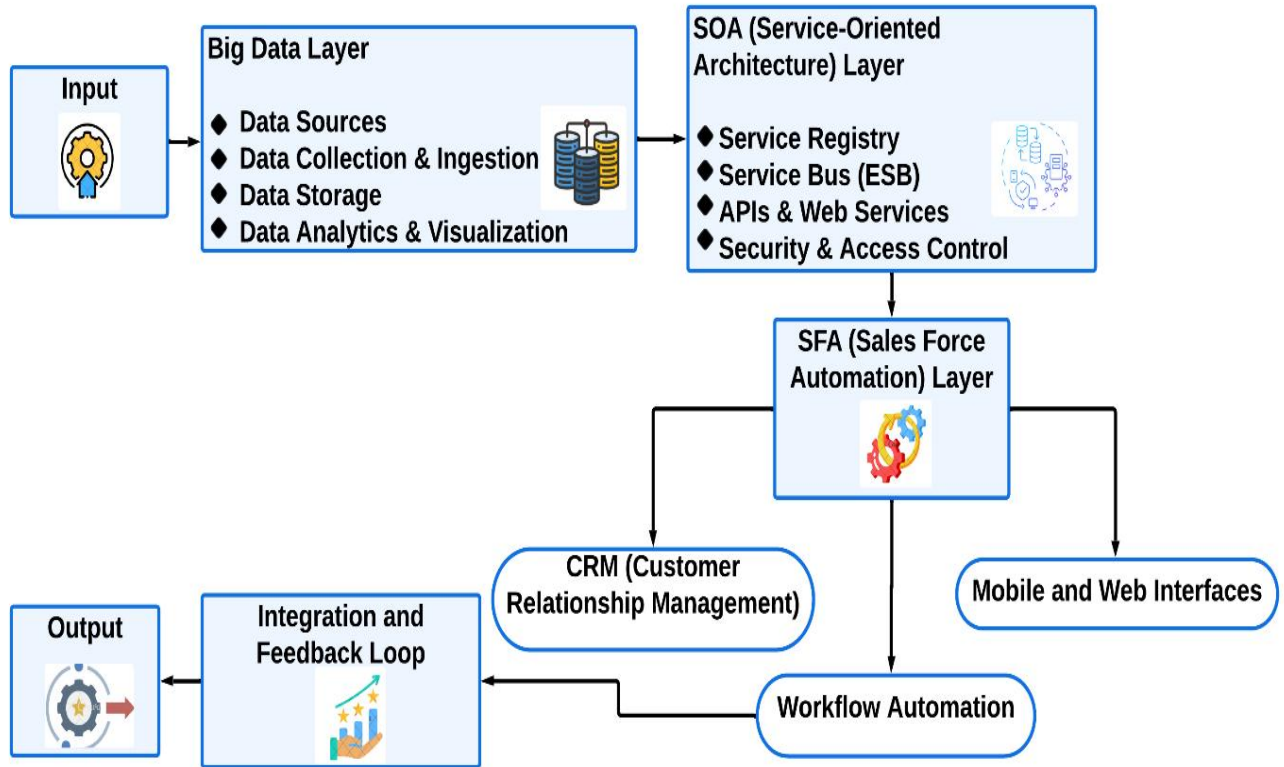 Input
Big Data Layer
◆ Data Sources
◆ Data Collection & Ingestion
◆ Data Storage
◆ Data Analytics & Visualization
SOA (Service-Oriented
Architecture) Layer
◆ Service Registry
◆ Service Bus (ESB)
◆ APIs & Web Services
◆ Security & Access Control
SFA (Sales Force
Automation) Layer
CRM (Customer
Relationship Management)
Mobile and Web Interfaces
Workflow Automation
Integration and
Feedback Loop
Output